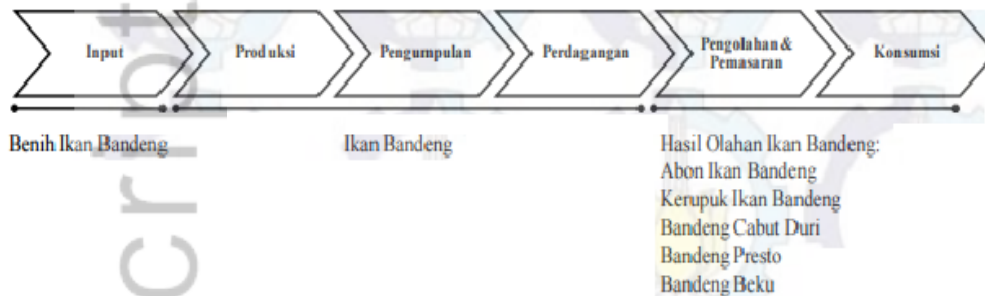 Input
Produksi
Pengumpulan
Perdagangan
Pengolahan &
Pemasaran
Konsumsi
Benih Ikan Bandeng
Ikan Bandeng
Hasil Olahan Ikan Bandeng:
Abon Ikan Bandeng
Kerupuk Ikan Bandeng
Bandeng Cabut Duri
Bandeng Presto
Bandeng Beku
cript